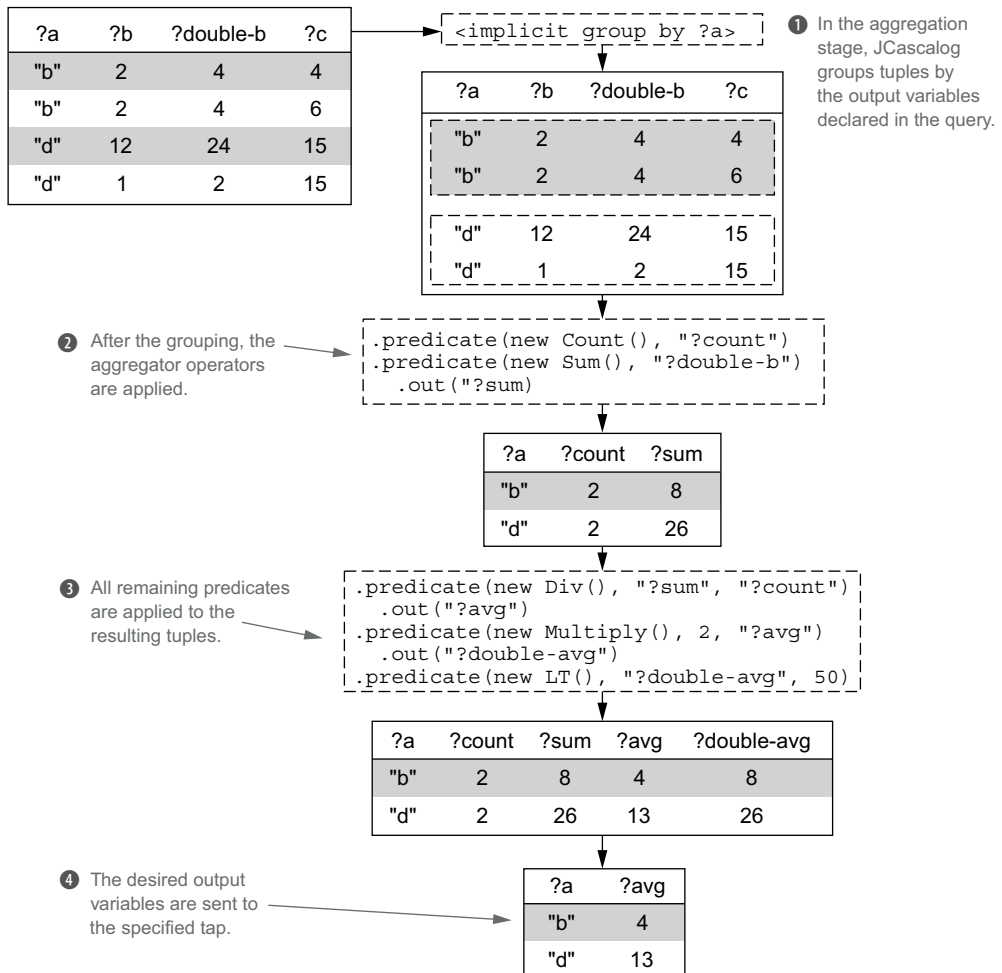 ?a ?b ?double-b ?c
"b" 2 4 4
"b" 2 4 6
"d" 12 24 15
"d" 1 2 15
<implicit group by ?a>
❶ In the aggregation
stage, JCascalog
groups tuples by
the output variables
declared in the query.
?a ?b ?double-b ?c
"b" 2 4 4
"b" 2 4 6
"d" 12 24 15
"d" 1 2 15
❷ After the grouping, the
aggregator operators
are applied.
.predicate(new Count(), "?count")
.predicate(new Sum(), "?double-b")
.out("?sum)
?a ?count ?sum
"b" 2 8
"d" 2 26
❸ All remaining predicates
are applied to the
resulting tuples.
.predicate(new Div(), "?sum", "?count")
.out("?avg")
.predicate(new Multiply(), 2, "?avg")
.out("?double-avg")
.predicate(new LT(), "?double-avg", 50)
?a ?count ?sum ?avg ?double-avg
"b" 2 8 4 8
"d" 2 26 13 26
❹ The desired output
variables are sent to
the specified tap.
?a ?avg
"b" 4
"d" 13